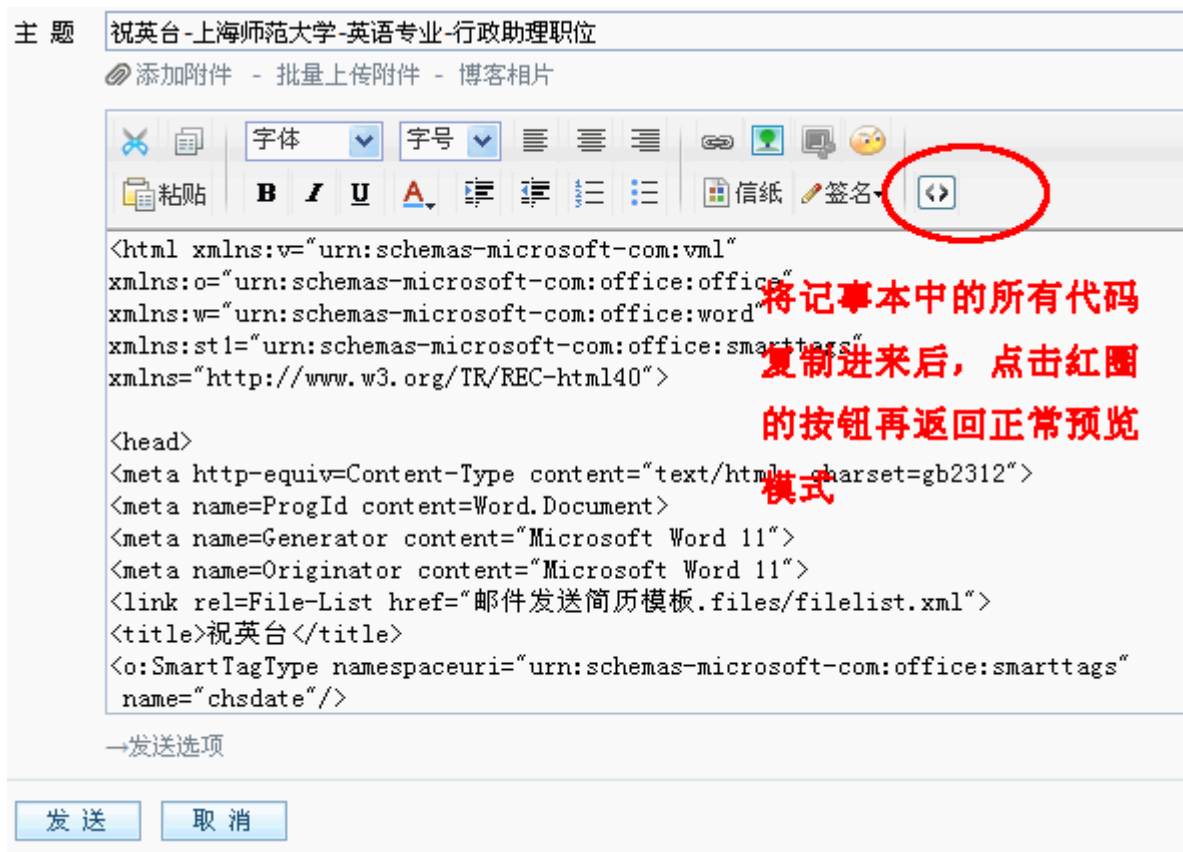 主 题 祝英台-上海师范大学-英语专业-行政助理职位
添加附件 - 批量上传附件 - 博客相片
字体 字号
粘贴 B I U A 信纸 签名 <>
<html xmlns:v="urn:schemas-microsoft-com:vml"
xmlns:o="urn:schemas-microsoft-com:office:office"
xmlns:w="urn:schemas-microsoft-com:office:word"
xmlns:st1="urn:schemas-microsoft-com:office:smarttags"
xmlns="http://www.w3.org/TR/REC-html40">
将记事本中的所有代码
复制进来后，点击红圈
的按钮再返回正常预览
模式
<head>
<meta http-equiv=Content-Type content="text/html; charset=gb2312">
<meta name=ProgId content=Word.Document>
<meta name=Generator content="Microsoft Word 11">
<meta name=Originator content="Microsoft Word 11">
<link rel=File-List href="邮件发送简历模板.files/filelist.xml">
<title>祝英台</title>
<o:SmartTagType namespaceuri="urn:schemas-microsoft-com:office:smarttags"
name="chsdate"/>
→发送选项
发 送 取 消